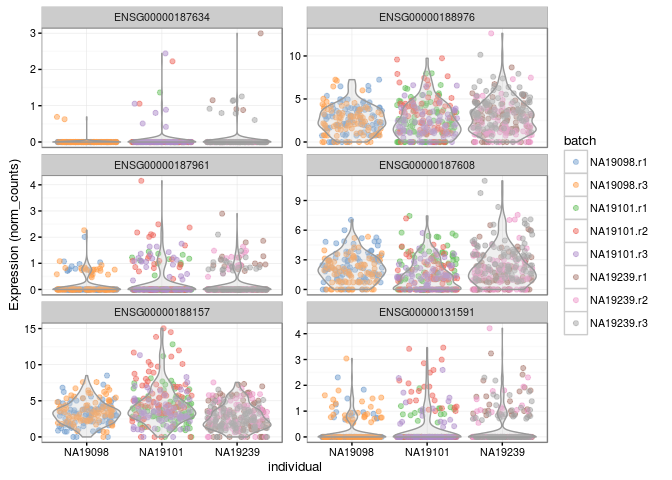 ENSG00000187634
ENSG00000188976
3
2
1
0
10
5
0
ENSG00000187961
ENSG00000187608
4
3
2
1
0
9
6
3
0
ENSG00000188157
ENSG00000131591
15
10
5
0
4
3
2
1
0
NA19098
NA19101
NA19239
NA19098
NA19101
NA19239
individual
Expression (norm_counts)
batch
NA19098.r1
NA19098.r3
NA19101.r1
NA19101.r2
NA19101.r3
NA19239.r1
NA19239.r2
NA19239.r3